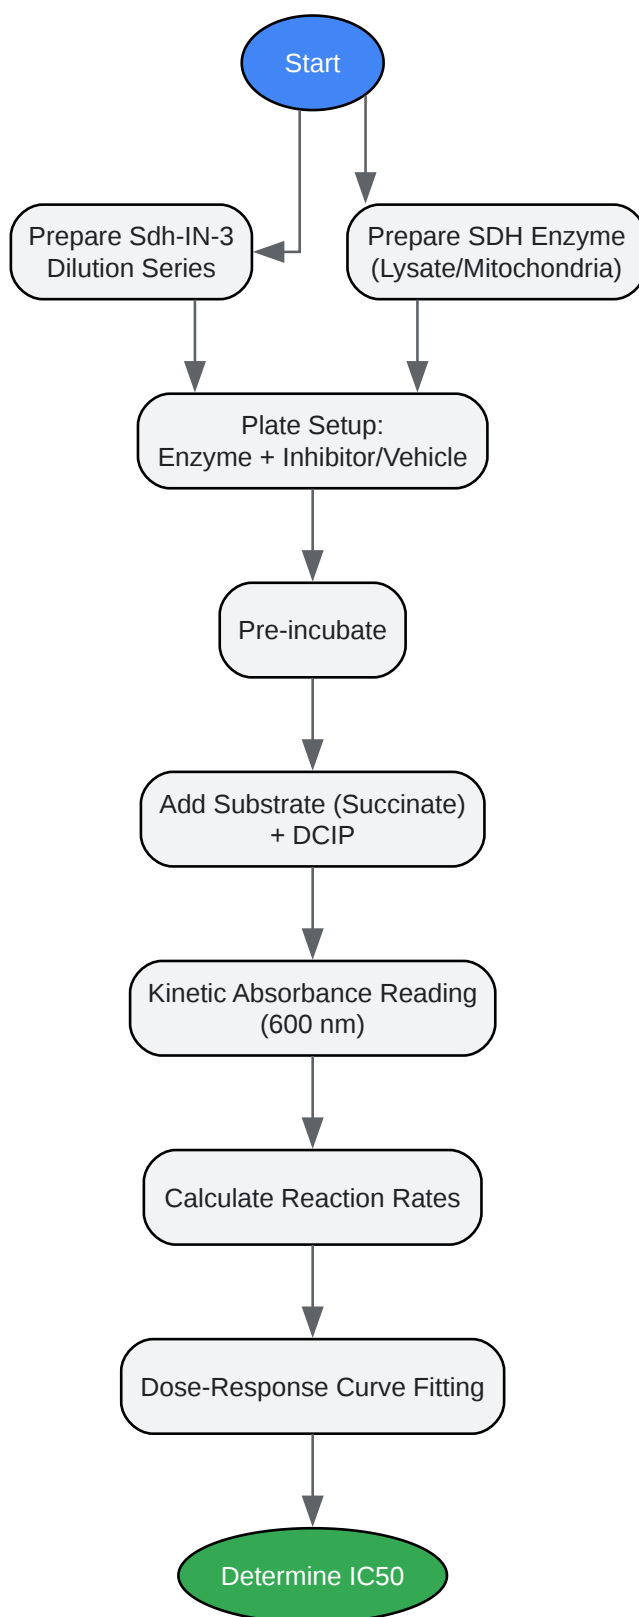 Start
Prepare Sdh-IN-3
Dilution Series
Prepare SDH Enzyme
(Lysate/Mitochondria)
Plate Setup:
Enzyme + Inhibitor/Vehicle
Pre-incubate
Add Substrate (Succinate)
+ DCIP
Kinetic Absorbance Reading
(600 nm)
Calculate Reaction Rates
Dose-Response Curve Fitting
Determine IC50